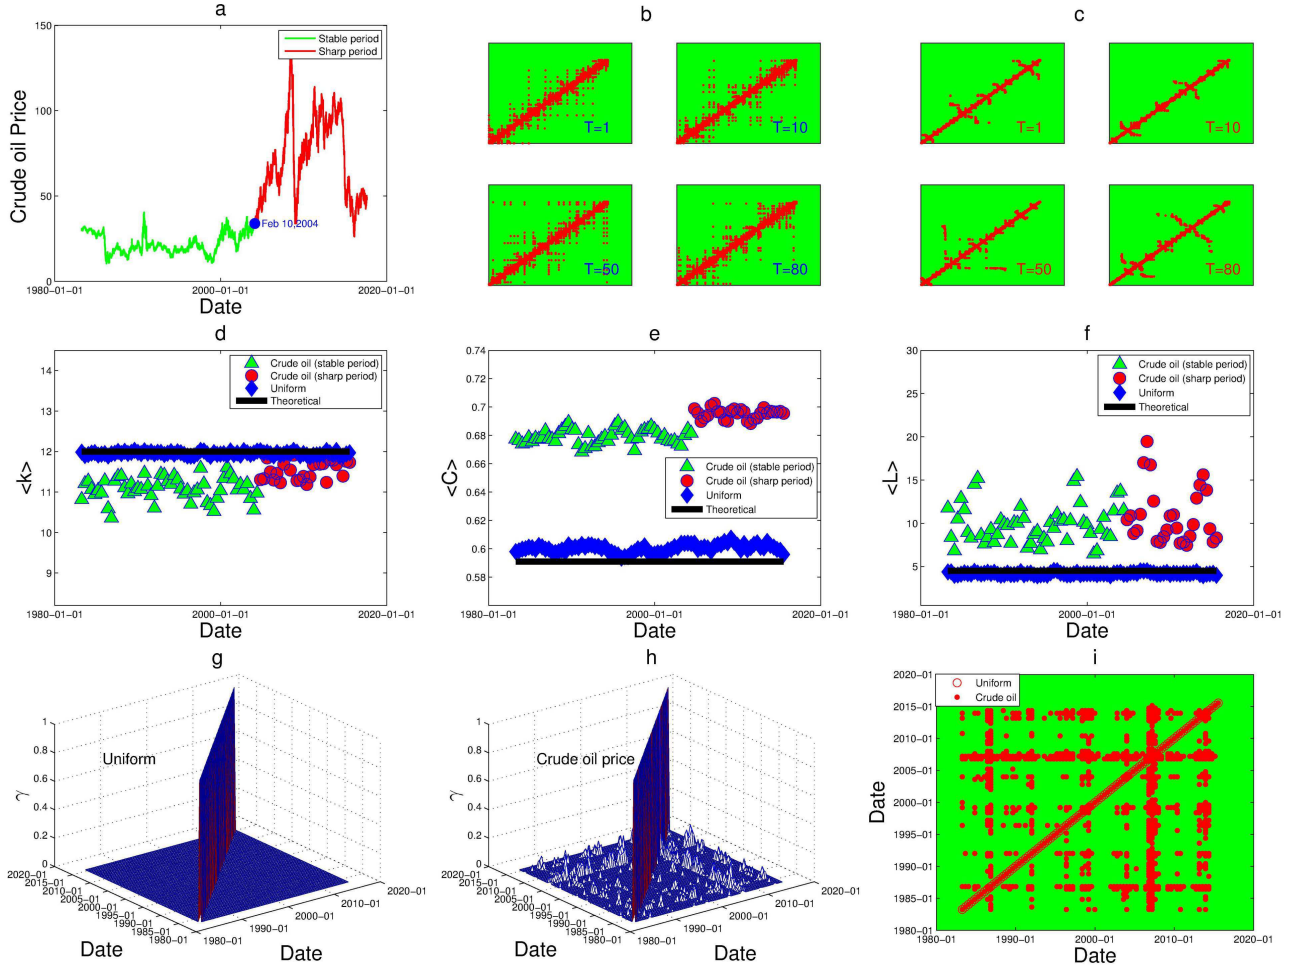 a
150
100
50
0
Crude oil Price
Stable period
Sharp period
Feb 10,2004
1980−01−01
2000−01−01
2020−01−01
Date
b
T=1
T=10
T=50
T=80
c
T=1
T=10
T=50
T=80
d
14
13
12
11
10
9
<k>
Crude oil (stable period)
Crude oil (sharp period)
Uniform
Theoretical
1980−01−01
2000−01−01
2020−01−01
Date
e
0.74
0.72
0.7
0.68
0.66
0.64
0.62
0.6
0.58
<C>
Crude oil (stable period)
Crude oil (sharp period)
Uniform
Theoretical
1980−01−01
2000−01−01
2020−01−01
Date
f
30
25
20
15
10
5
<L>
Crude oil (stable period)
Crude oil (sharp period)
Uniform
Theoretical
1980−01−01
2000−01−01
2020−01−01
Date
g
1
0.8
0.6
0.4
0.2
0
γ
Uniform
2020−01
2015−01
2010−01
2005−01
2000−01
1995−01
1990−01
1985−01
1980−01
Date
1980−01
1990−01
2000−01
2010−01
2020−01
Date
h
1
0.8
0.6
0.4
0.2
0
γ
Crude oil price
2020−01
2015−01
2010−01
2005−01
2000−01
1995−01
1990−01
1985−01
1980−01
Date
1980−01
1990−01
2000−01
2010−01
2020−01
Date
i
2020−01
2015−01
2010−01
2005−01
2000−01
1995−01
1990−01
1985−01
1980−01
Date
Uniform
Crude oil
1980−01
1990−01
2000−01
2010−01
2020−01
Date